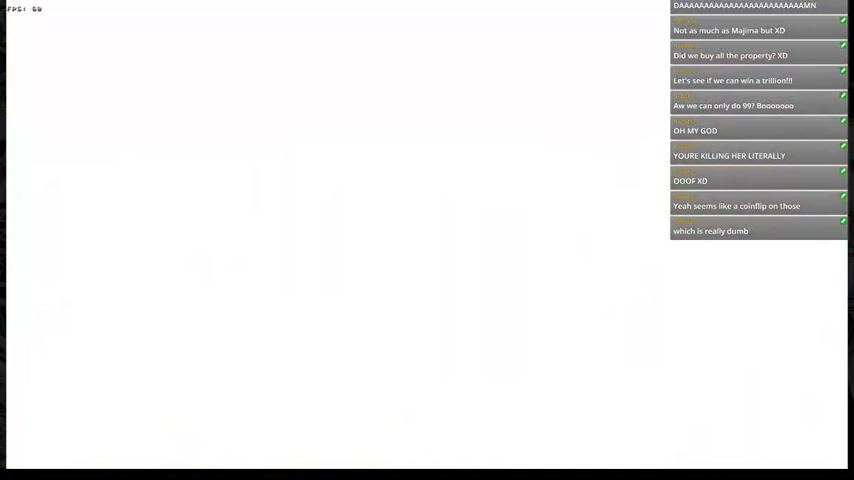 FPS: 60
DAAAAAAAAAAAAAAAAAAAAAAAAAMN
Not as much as Majima but XD
Did we buy all the property? XD
Let's see if we can win a trillion!!!
Aw we can only do 99? Booooooo
OH MY GOD
YOURE KILLING HER LITERALLY
OOOF XD
Yeah seems like a coinflip on those
which is really dumb